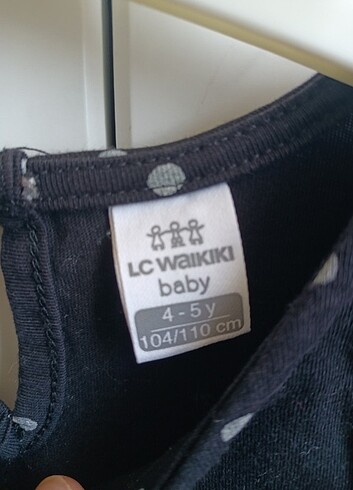 LC WAIKIKI
baby
4 - 5 y
104/110 cm